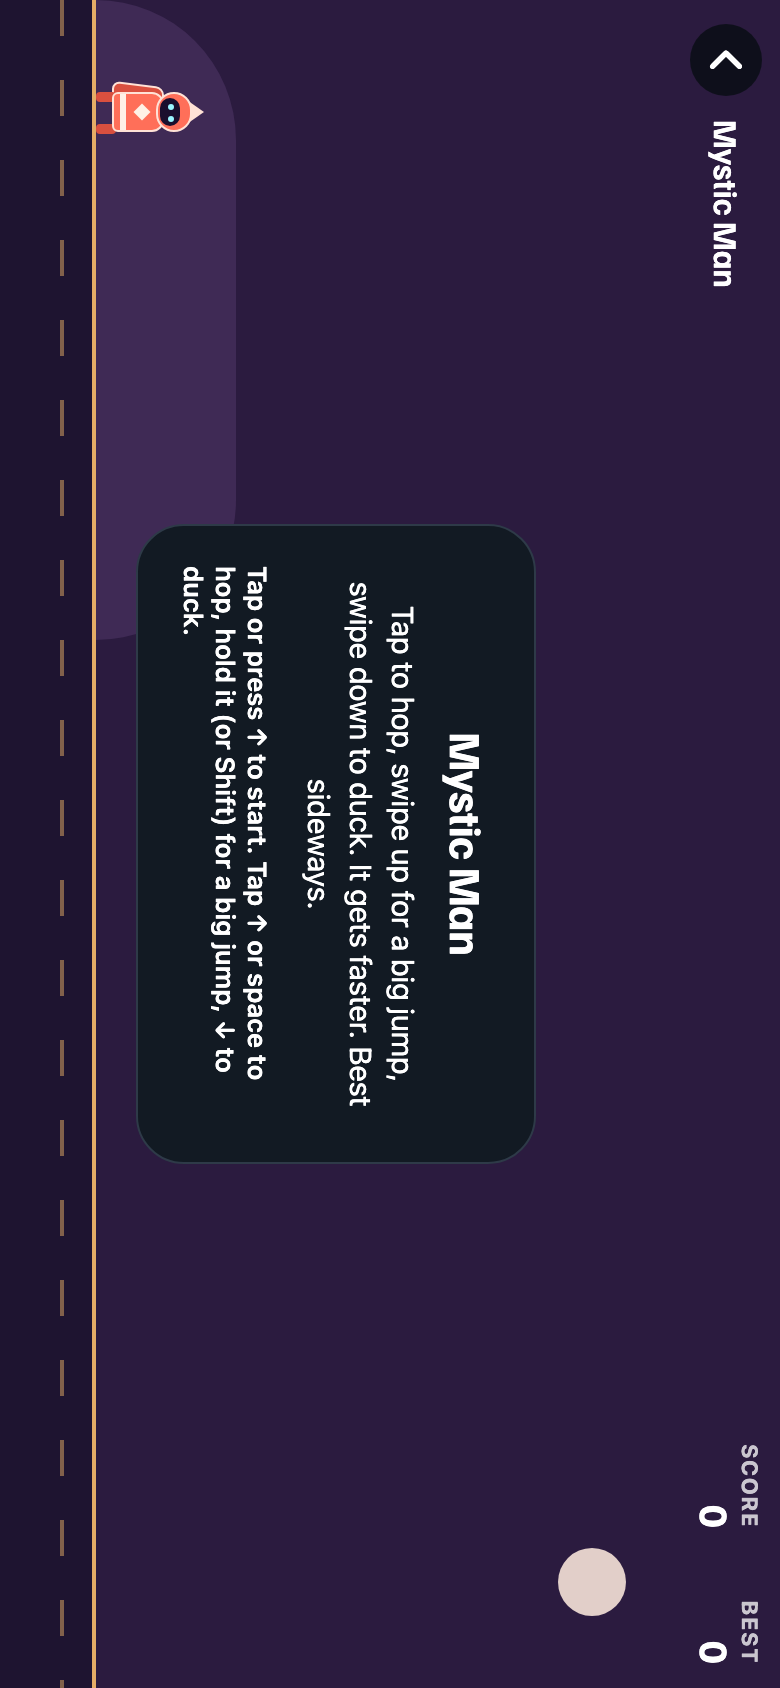 Mystic Man
SCORE
0
BEST
0
Mystic Man
Tap to hop, swipe up for a big jump,
swipe down to duck. It gets faster. Best
sideways.
Tap or press ↑ to start. Tap ↑ or space to
hop, hold it (or Shift) for a big jump, ↓ to
duck.